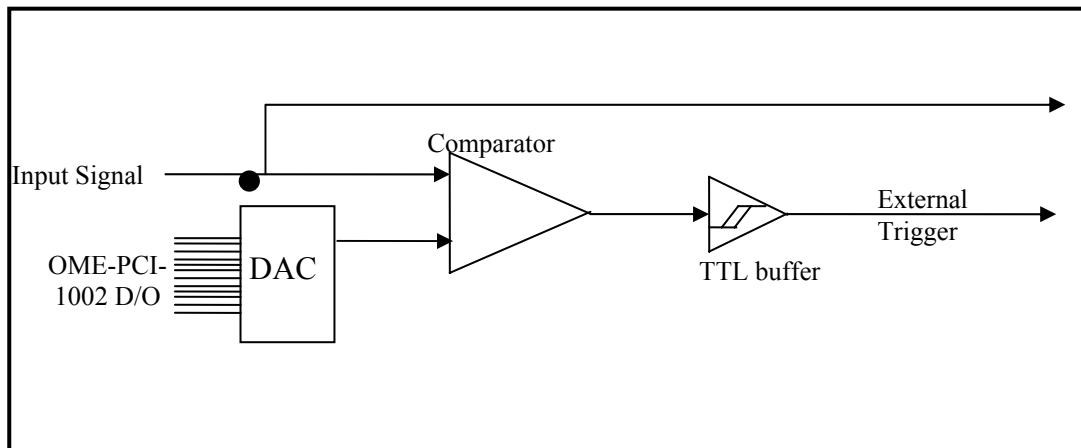 Comparator
Input Signal
External
Trigger
OME-PCI-
1002 D/O
DAC
TTL buffer